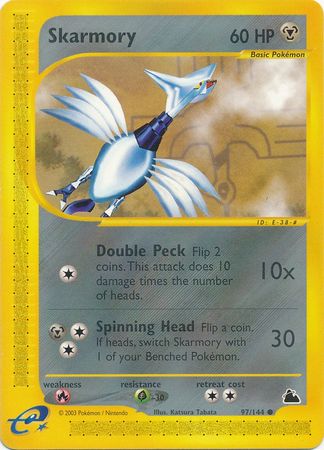 Skarmory 60 HP
Basic Pokémon
ID: E-38-#
Double Peck Flip 2
coins. This attack does 10
damage times the number
of heads.
10x
Spinning Head Flip a coin.
If heads, switch Skarmory with
1 of your Benched Pokémon.
30
weakness resistance retreat cost
-30
e © 2003 Pokémon / Nintendo Illus. Katsura Tabata 97/144